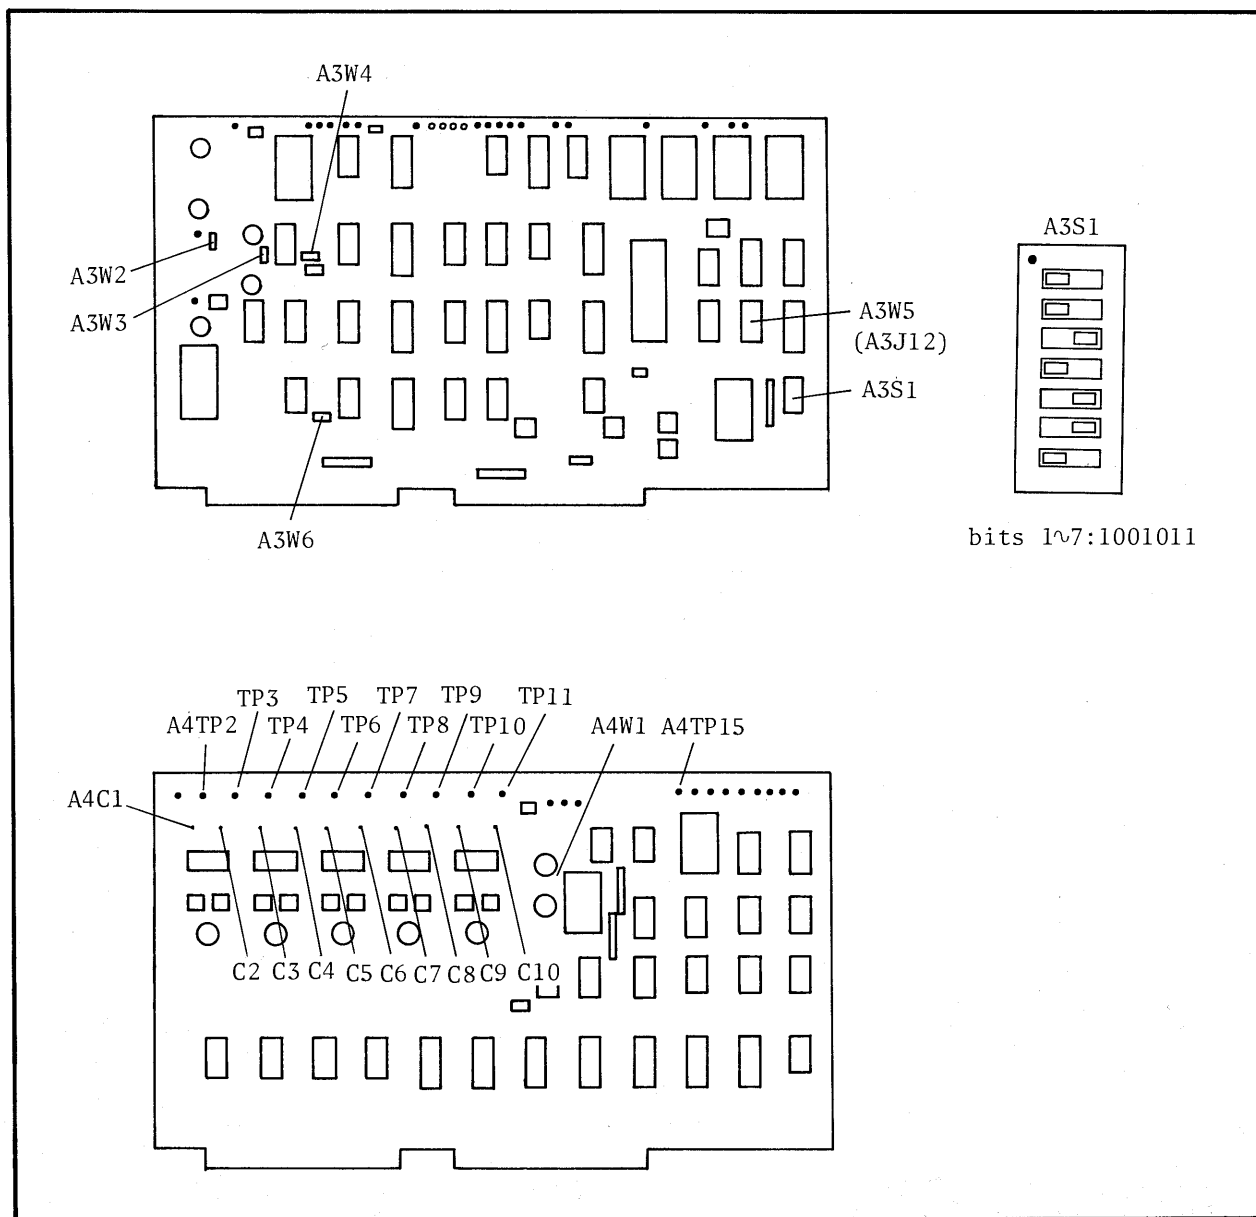 A3W4
A3W2
A3W3
A3W5
(A3J12)
A3S1
A3W6
A3S1
bits 1∿7:1001011
TP3 TP5 TP7 TP9 TP11
A4TP2 TP4 TP6 TP8 TP10 A4W1 A4TP15
A4C1
C2 C3 C4 C5 C6 C7 C8 C9 C10